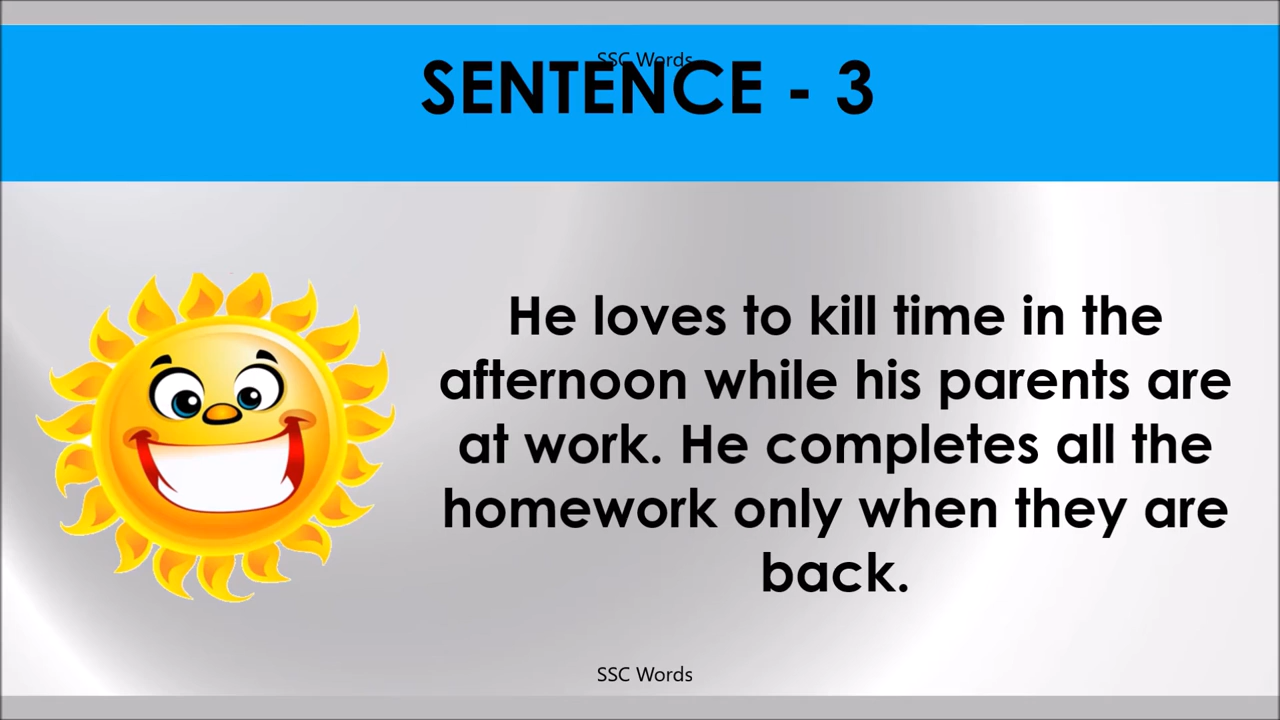 SSC Words
SENTENCE - 3
He loves to kill time in the
afternoon while his parents are
at work. He completes all the
homework only when they are
back.
SSC Words